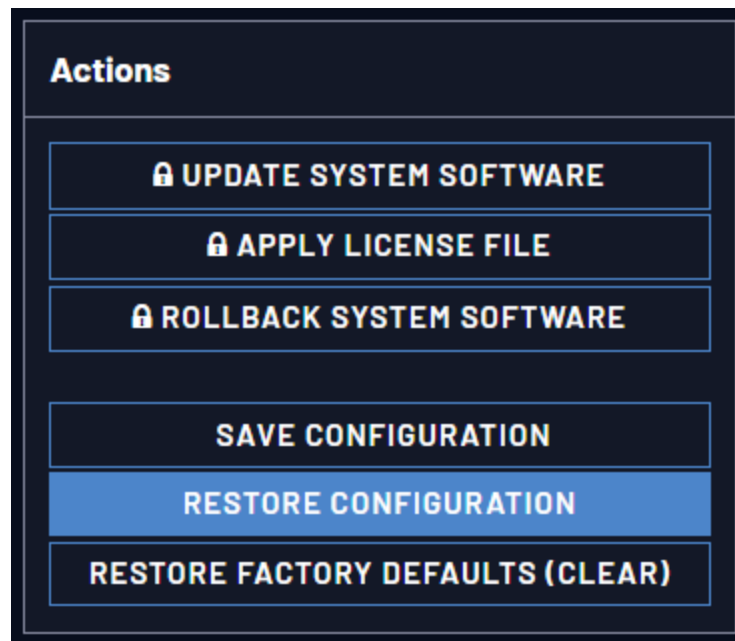 Actions
UPDATE SYSTEM SOFTWARE
APPLY LICENSE FILE
ROLLBACK SYSTEM SOFTWARE
SAVE CONFIGURATION
RESTORE CONFIGURATION
RESTORE FACTORY DEFAULTS (CLEAR)